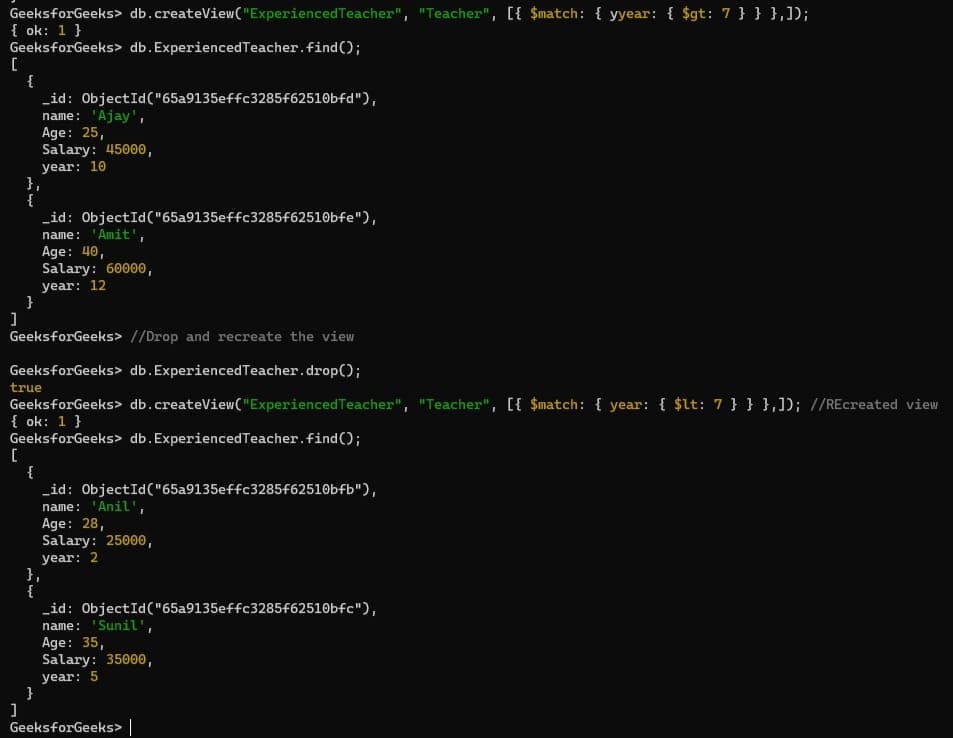 GeeksforGeeks> db.createView("ExperiencedTeacher", "Teacher", [{ $match: { yyear: { $gt: 7 } } },]);
{ ok: 1 }
GeeksforGeeks> db.ExperiencedTeacher.find();
[
  {
    _id: ObjectId("65a9135effc3285f62510bfd"),
    name: 'Ajay',
    Age: 25,
    Salary: 45000,
    year: 10
  },
  {
    _id: ObjectId("65a9135effc3285f62510bfe"),
    name: 'Amit',
    Age: 40,
    Salary: 60000,
    year: 12
  }
]
GeeksforGeeks> //Drop and recreate the view
GeeksforGeeks> db.ExperiencedTeacher.drop();
true
GeeksforGeeks> db.createView("ExperiencedTeacher", "Teacher", [{ $match: { year: { $lt: 7 } } },]); //REcreated view
{ ok: 1 }
GeeksforGeeks> db.ExperiencedTeacher.find();
[
  {
    _id: ObjectId("65a9135effc3285f62510bfb"),
    name: 'Anil',
    Age: 28,
    Salary: 25000,
    year: 2
  },
  {
    _id: ObjectId("65a9135effc3285f62510bfc"),
    name: 'Sunil',
    Age: 35,
    Salary: 35000,
    year: 5
  }
]
GeeksforGeeks>